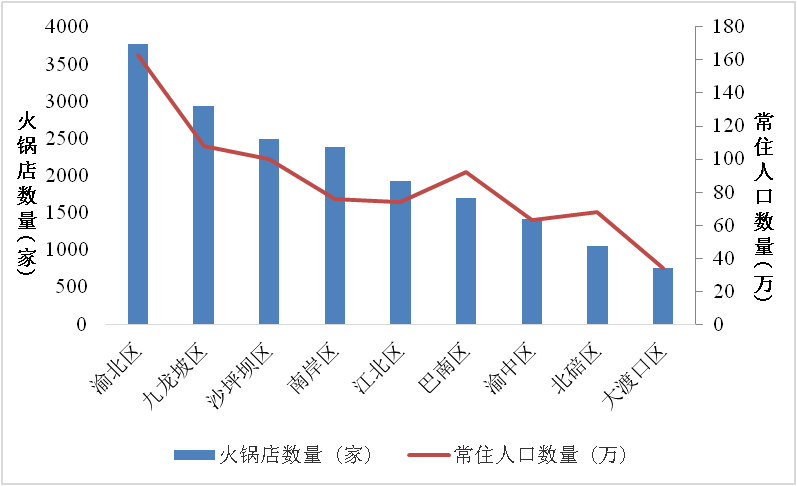 4000
3500
3000
2500
2000
1500
1000
500
0
火锅店数量(家)
180
160
140
120
100
80
60
40
20
0
常住人口数量(万)
渝北区
九龙坡区
沙坪坝区
南岸区
江北区
巴南区
渝中区
北碚区
大渡口区
火锅店数量（家） 常住人口数量（万）